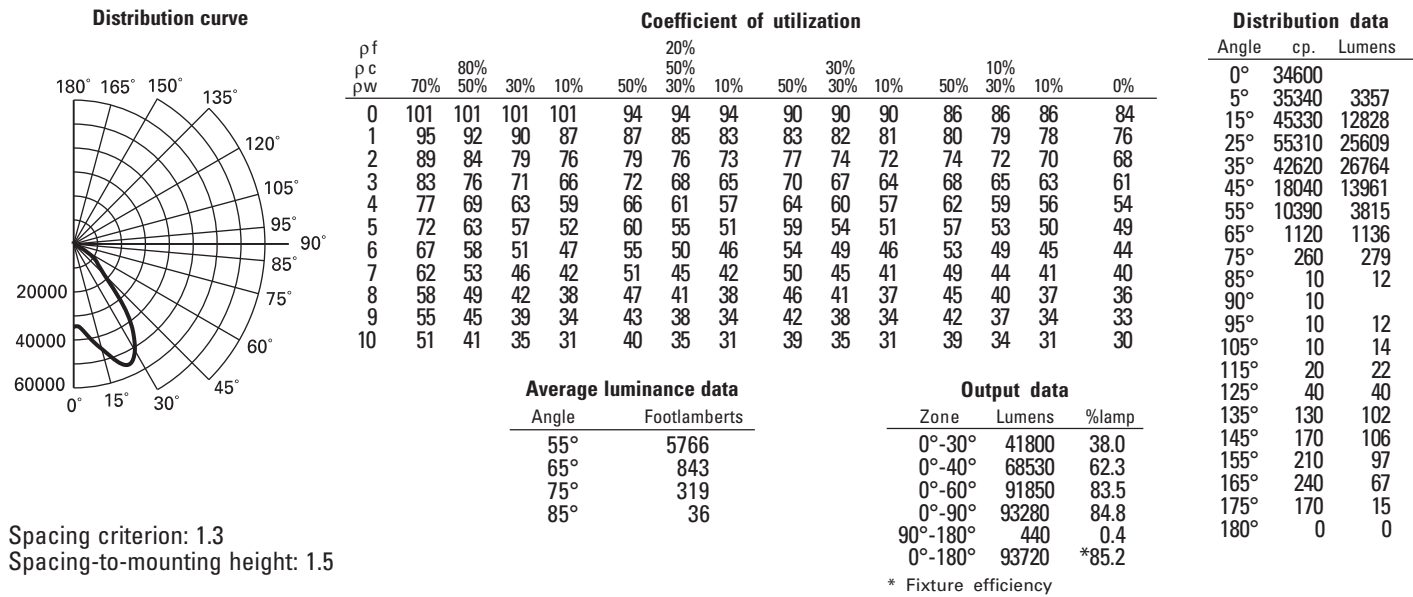 Distribution curve
180° 165° 150° 135° 120° 105° 95° 90° 85° 75° 60° 45° 30° 15° 0°
20000
40000
60000
Spacing criterion: 1.3
Spacing-to-mounting height: 1.5
Coefficient of utilization
ρf 20%
ρc 80% 50% 30% 10%
ρw 70% 50% 30% 10% 50% 30% 10% 50% 30% 10% 50% 30% 10% 0%
0 101 101 101 101 94 94 94 90 90 90 86 86 86 84
1 95 92 90 87 87 85 83 83 82 81 80 79 78 76
2 89 84 79 76 79 76 73 77 74 72 74 72 70 68
3 83 76 71 66 72 68 65 70 67 64 68 65 63 61
4 77 69 63 59 66 61 57 64 60 57 62 59 56 54
5 72 63 57 52 60 55 51 59 54 51 57 53 50 49
6 67 58 51 47 55 50 46 54 49 46 53 49 45 44
7 62 53 46 42 51 45 42 50 45 41 49 44 41 40
8 58 49 42 38 47 41 38 46 41 37 45 40 37 36
9 55 45 39 34 43 38 34 42 38 34 42 37 34 33
10 51 41 35 31 40 35 31 39 35 31 39 34 31 30
Average luminance data
Angle Footlamberts
55° 5766
65° 843
75° 319
85° 36
Output data
Zone Lumens %lamp
0°-30° 41800 38.0
0°-40° 68530 62.3
0°-60° 91850 83.5
0°-90° 93280 84.8
90°-180° 440 0.4
0°-180° 93720 *85.2
* Fixture efficiency
Distribution data
Angle cp. Lumens
0° 34600
5° 35340 3357
15° 45330 12828
25° 55310 25609
35° 42620 26764
45° 18040 13961
55° 10390 3815
65° 1120 1136
75° 260 279
85° 10 12
90° 10
95° 10 12
105° 10 14
115° 20 22
125° 40 40
135° 130 102
145° 170 106
155° 210 97
165° 240 67
175° 170 15
180° 0 0